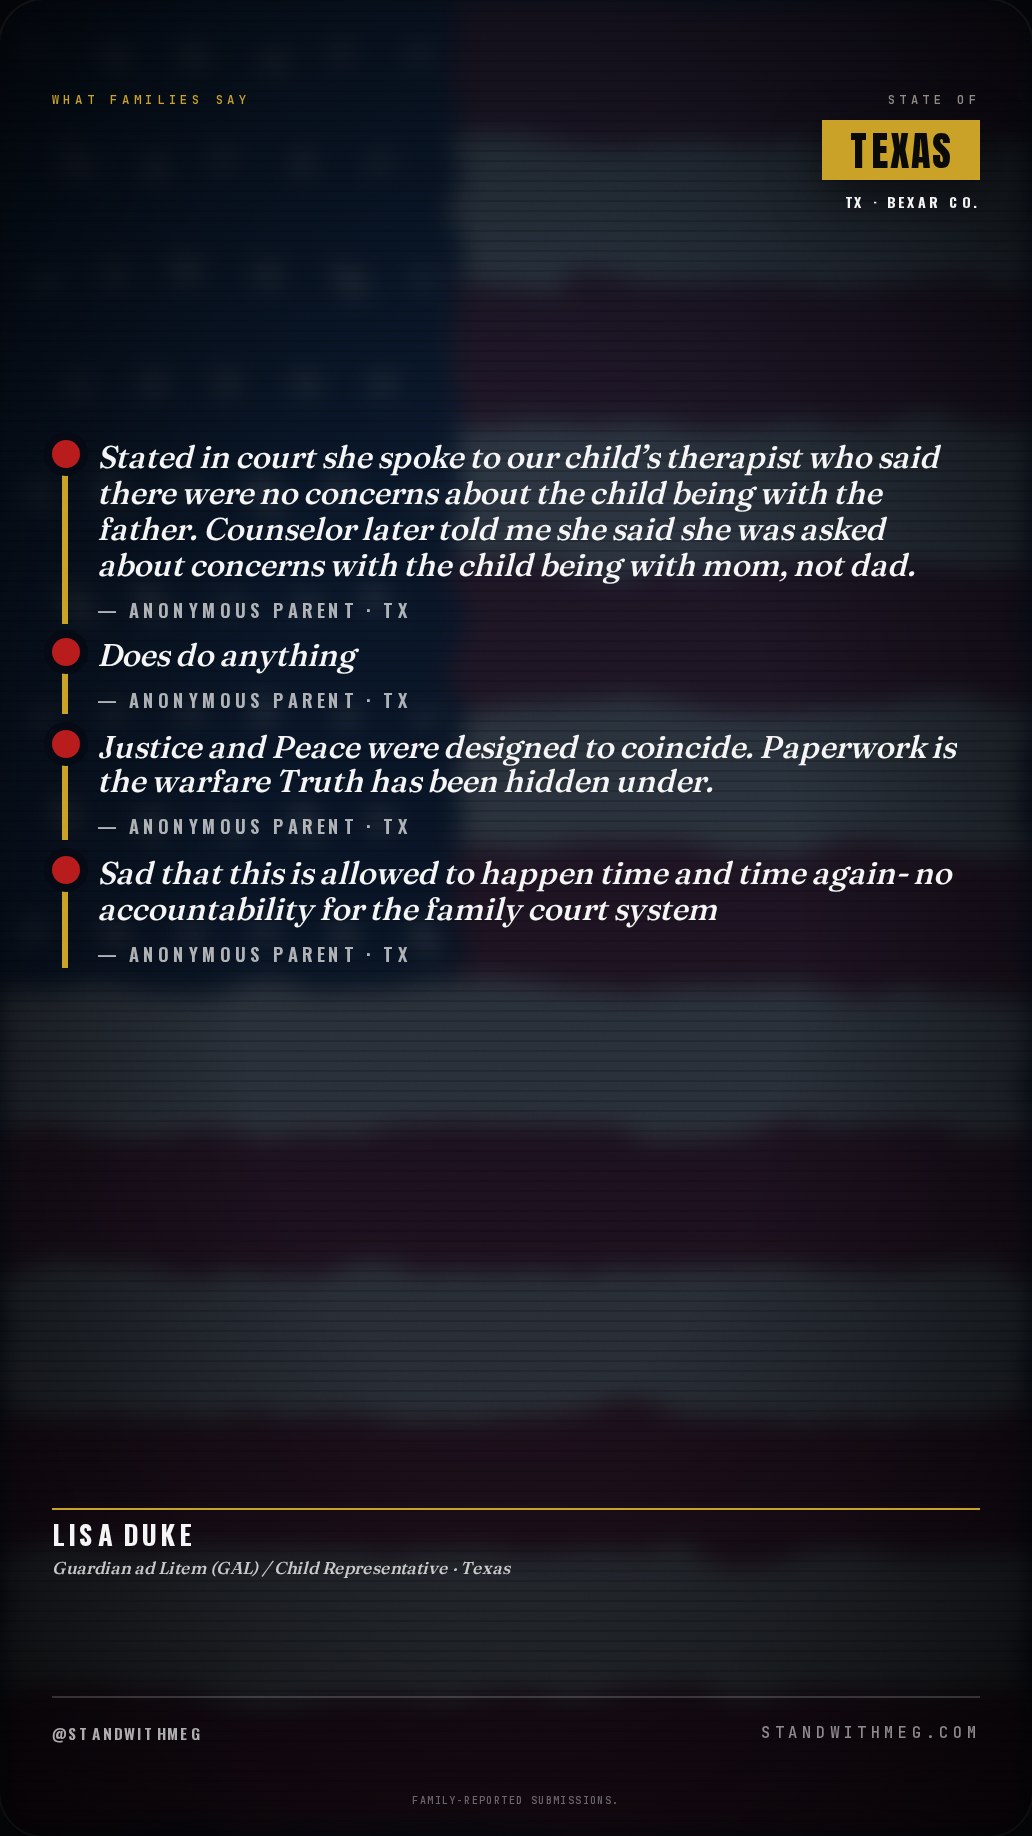 WHAT FAMILIES SAY
STATE OF
TEXAS
TX · BEXAR CO.
Stated in court she spoke to our child’s therapist who said
there were no concerns about the child being with the
father. Counselor later told me she said she was asked
about concerns with the child being with mom, not dad.
— ANONYMOUS PARENT · TX
Does do anything
— ANONYMOUS PARENT · TX
Justice and Peace were designed to coincide. Paperwork is
the warfare Truth has been hidden under.
— ANONYMOUS PARENT · TX
Sad that this is allowed to happen time and time again- no
accountability for the family court system
— ANONYMOUS PARENT · TX
LISA DUKE
Guardian ad Litem (GAL) / Child Representative · Texas
@STANDWITHMEG
STANDWITHMEG.COM
FAMILY-REPORTED SUBMISSIONS.